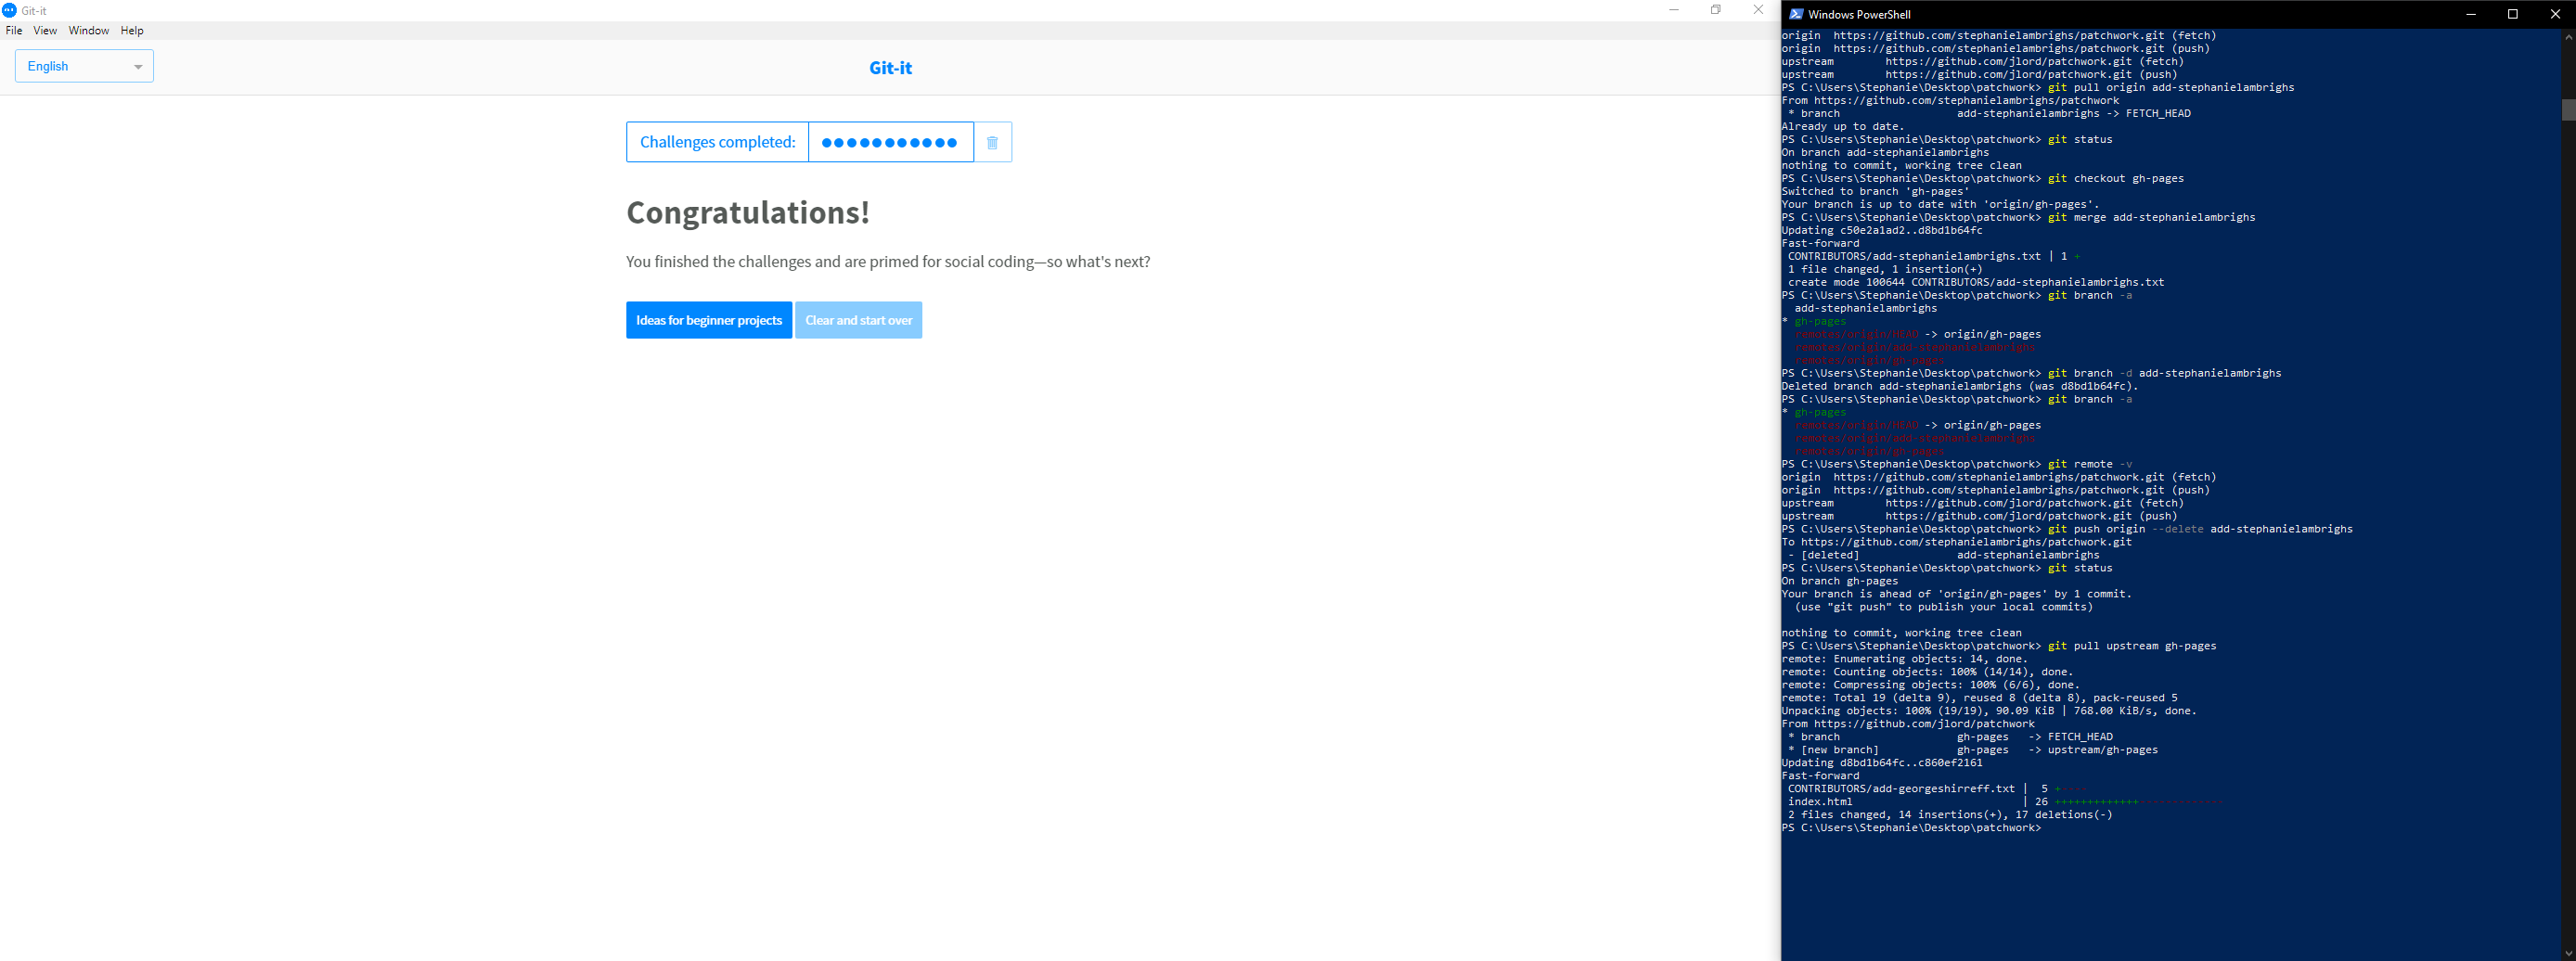 Git-it
File View Window Help
English
Git-it
Challenges completed:
Congratulations!
You finished the challenges and are primed for social coding—so what's next?
Ideas for beginner projects
Clear and start over
Windows PowerShell
origin  https://github.com/stephanielambrighs/patchwork.git (fetch)
origin  https://github.com/stephanielambrighs/patchwork.git (push)
upstream        https://github.com/jlord/patchwork.git (fetch)
upstream        https://github.com/jlord/patchwork.git (push)
PS C:\Users\Stephanie\Desktop\patchwork> git pull origin add-stephanielambrighs
From https://github.com/stephanielambrighs/patchwork
 * branch                  add-stephanielambrighs -> FETCH_HEAD
Already up to date.
PS C:\Users\Stephanie\Desktop\patchwork> git status
On branch add-stephanielambrighs
nothing to commit, working tree clean
PS C:\Users\Stephanie\Desktop\patchwork> git checkout gh-pages
Switched to branch 'gh-pages'
Your branch is up to date with 'origin/gh-pages'.
PS C:\Users\Stephanie\Desktop\patchwork> git merge add-stephanielambrighs
Updating c50e2a1ad2..d8bd1b64fc
Fast-forward
 CONTRIBUTORS/add-stephanielambrighs.txt | 1 +
 1 file changed, 1 insertion(+)
 create mode 100644 CONTRIBUTORS/add-stephanielambrighs.txt
PS C:\Users\Stephanie\Desktop\patchwork> git branch -a
  add-stephanielambrighs
* gh-pages
  remotes/origin/HEAD -> origin/gh-pages
  remotes/origin/add-stephanielambrighs
  remotes/origin/gh-pages
PS C:\Users\Stephanie\Desktop\patchwork> git branch -d add-stephanielambrighs
Deleted branch add-stephanielambrighs (was d8bd1b64fc).
PS C:\Users\Stephanie\Desktop\patchwork> git branch -a
* gh-pages
  remotes/origin/HEAD -> origin/gh-pages
  remotes/origin/add-stephanielambrighs
  remotes/origin/gh-pages
PS C:\Users\Stephanie\Desktop\patchwork> git remote -v
origin  https://github.com/stephanielambrighs/patchwork.git (fetch)
origin  https://github.com/stephanielambrighs/patchwork.git (push)
upstream        https://github.com/jlord/patchwork.git (fetch)
upstream        https://github.com/jlord/patchwork.git (push)
PS C:\Users\Stephanie\Desktop\patchwork> git push origin --delete add-stephanielambrighs
To https://github.com/stephanielambrighs/patchwork.git
 - [deleted]               add-stephanielambrighs
PS C:\Users\Stephanie\Desktop\patchwork> git status
On branch gh-pages
Your branch is ahead of 'origin/gh-pages' by 1 commit.
  (use "git push" to publish your local commits)
nothing to commit, working tree clean
PS C:\Users\Stephanie\Desktop\patchwork> git pull upstream gh-pages
remote: Enumerating objects: 14, done.
remote: Counting objects: 100% (14/14), done.
remote: Compressing objects: 100% (6/6), done.
remote: Total 19 (delta 9), reused 8 (delta 8), pack-reused 5
Unpacking objects: 100% (19/19), 90.09 KiB | 768.00 KiB/s, done.
From https://github.com/jlord/patchwork
 * branch                  gh-pages   -> FETCH_HEAD
 * [new branch]            gh-pages   -> upstream/gh-pages
Updating d8bd1b64fc..c860ef2161
Fast-forward
 CONTRIBUTORS/add-georgeshirreff.txt |  5 +----
 index.html                          | 26 +++++++++++++-------------
 2 files changed, 14 insertions(+), 17 deletions(-)
PS C:\Users\Stephanie\Desktop\patchwork>